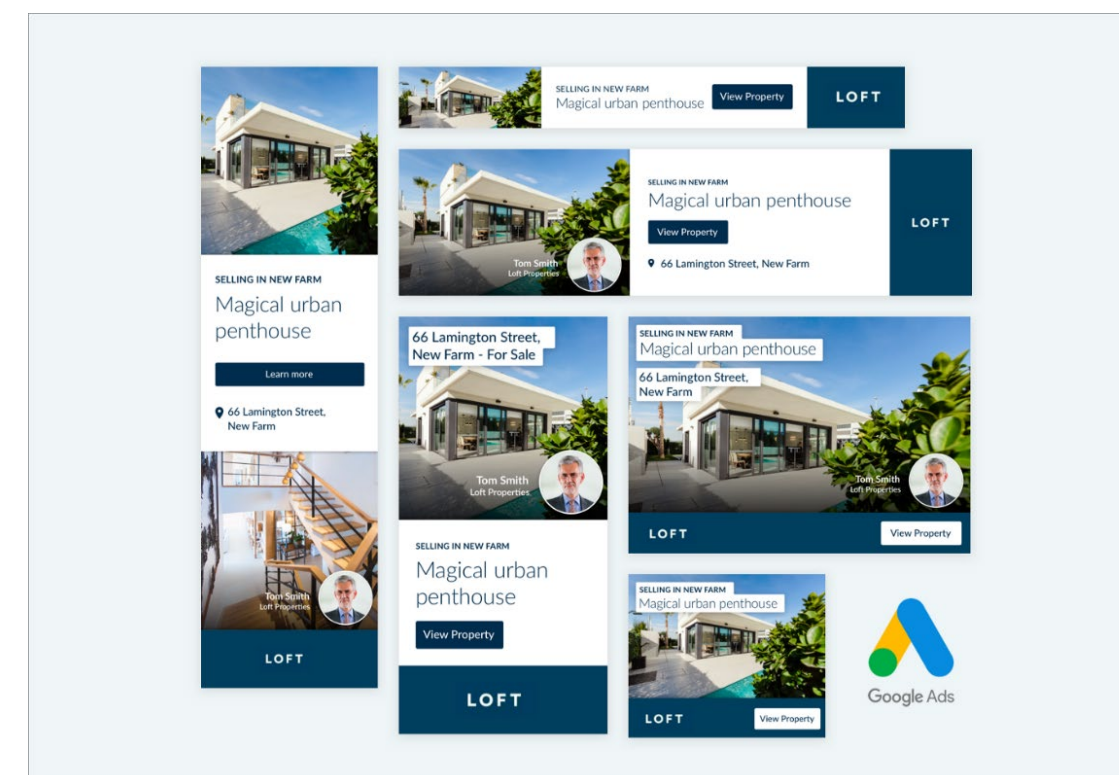 SELLING IN NEW FARM
Magical urban
penthouse
Learn more
66 Lamington Street,
New Farm
Tom Smith
Loft Properties
LOFT
SELLING IN NEW FARM
Magical urban penthouse
View Property
LOFT
Tom Smith
Loft Properties
SELLING IN NEW FARM
Magical urban penthouse
View Property
66 Lamington Street, New Farm
LOFT
66 Lamington Street,
New Farm - For Sale
Tom Smith
Loft Properties
SELLING IN NEW FARM
Magical urban
penthouse
View Property
LOFT
SELLING IN NEW FARM
Magical urban penthouse
66 Lamington Street,
New Farm
Tom Smith
Loft Properties
LOFT
View Property
SELLING IN NEW FARM
Magical urban penthouse
LOFT
View Property
Google Ads